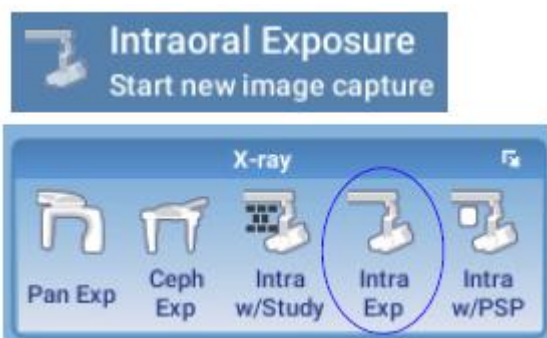 Intraoral Exposure
Start new image capture
X-ray
Pan Exp
Ceph
Exp
Intra
w/Study
Intra
Exp
Intra
w/PSP